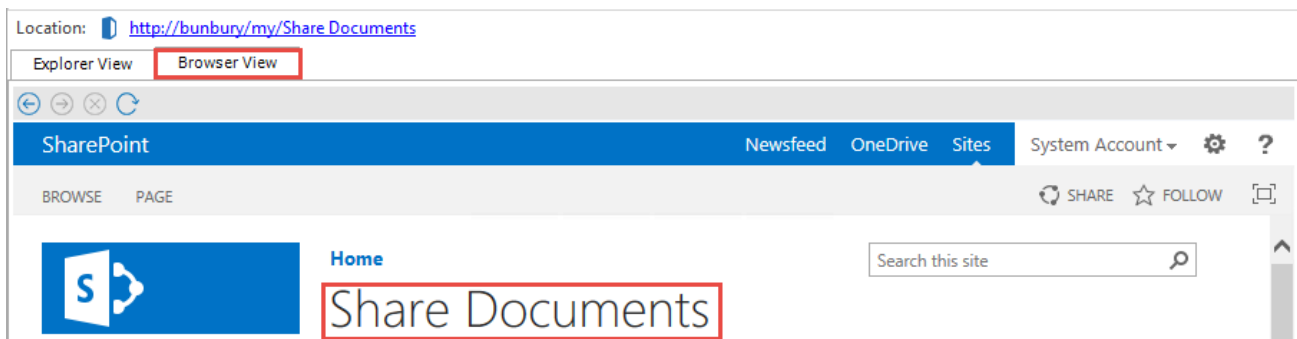 Location: http://bunbury/my/Share Documents
Explorer View Browser View
SharePoint Newsfeed OneDrive Sites System Account ?
BROWSE PAGE SHARE FOLLOW
Home Search this site
S Share Documents